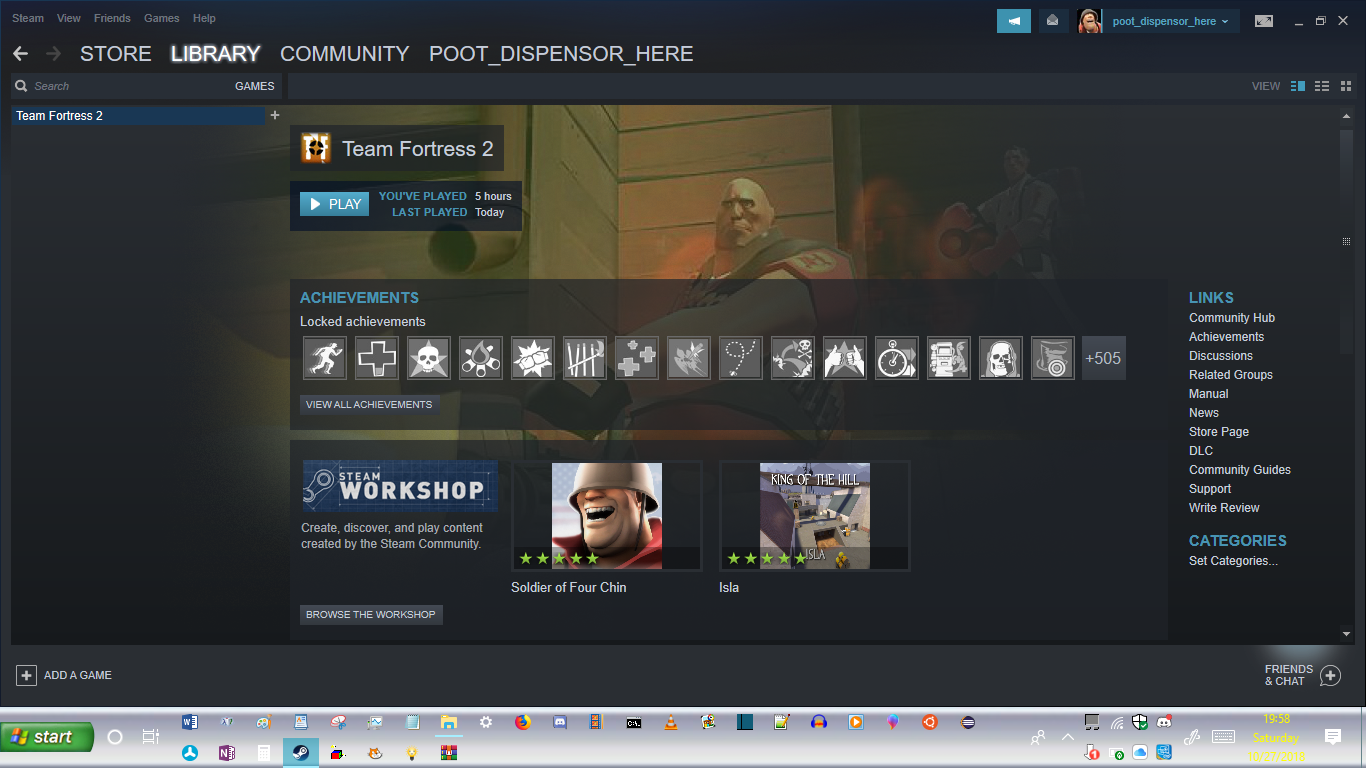 Steam View Friends Games Help
poot_dispensor_here
STORE LIBRARY COMMUNITY POOT_DISPENSOR_HERE
Search GAMES
VIEW
Team Fortress 2
Team Fortress 2
PLAY
YOU'VE PLAYED 5 hours
LAST PLAYED Today
ACHIEVEMENTS
Locked achievements
+505
VIEW ALL ACHIEVEMENTS
STEAM
WORKSHOP
Create, discover, and play content
created by the Steam Community.
BROWSE THE WORKSHOP
Soldier of Four Chin
KING OF THE HILL
ISLA
Isla
LINKS
Community Hub
Achievements
Discussions
Related Groups
Manual
News
Store Page
DLC
Community Guides
Support
Write Review
CATEGORIES
Set Categories...
ADD A GAME
FRIENDS
& CHAT
start
19:58
Saturday
10/27/2018